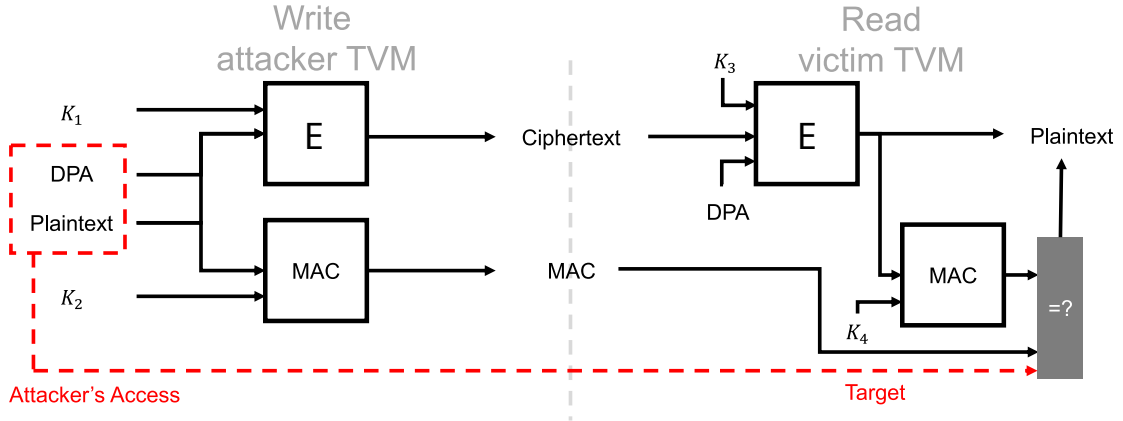 Write
attacker TVM
Read
victim TVM
K₁
DPA
Plaintext
K₂
E
MAC
Ciphertext
MAC
K₃
DPA
E
MAC
K₄
Plaintext
=?
Attacker's Access
Target